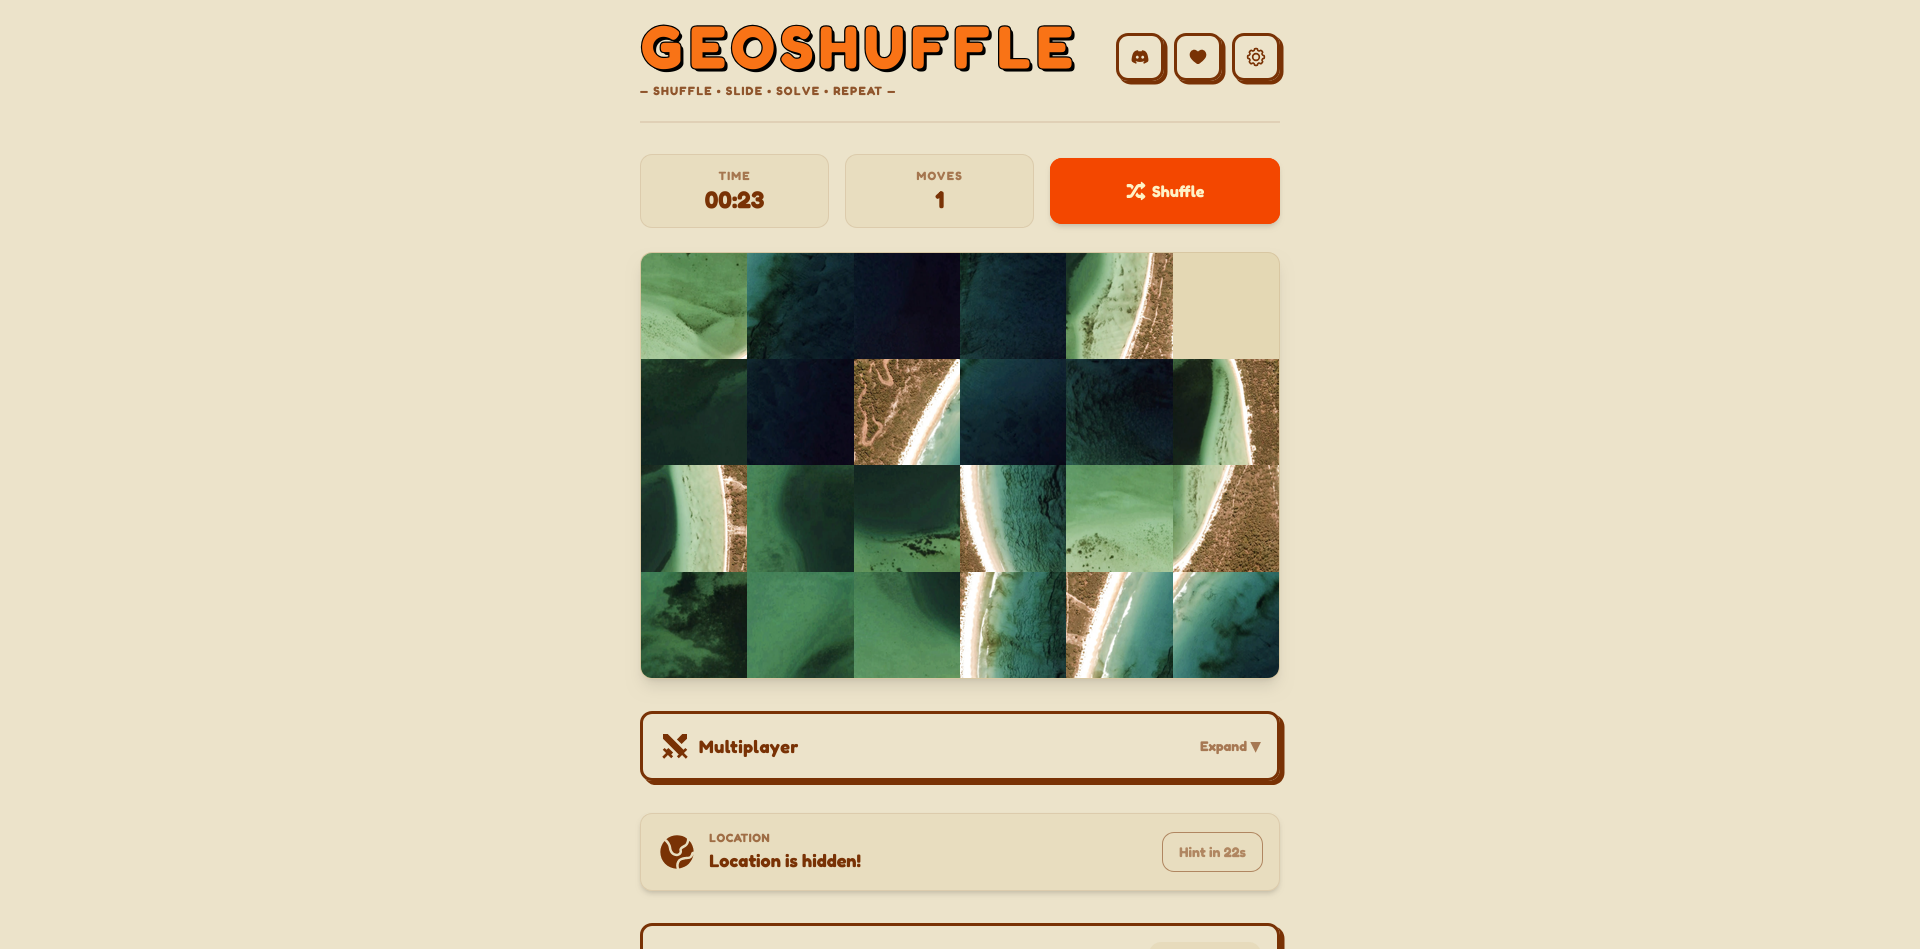 GEOSHUFFLE
– SHUFFLE • SLIDE • SOLVE • REPEAT –
TIME
00:23
MOVES
1
Shuffle
Multiplayer
Expand ▼
LOCATION
Location is hidden!
Hint in 22s